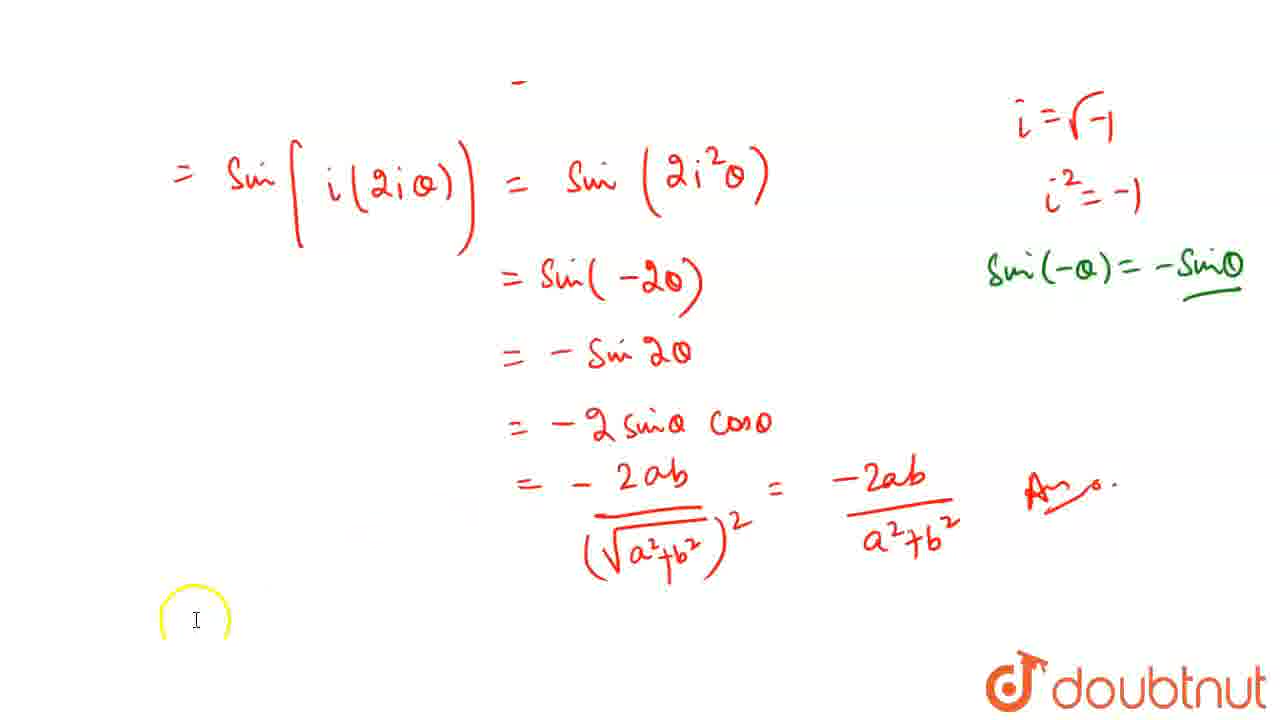 i = √-1
= Sin[i(2iθ)] = Sin(2i²θ)
i² = -1
= Sin(-2θ)
Sin(-θ) = -Sinθ
= - Sin 2θ
= - 2 Sinθ Cosθ
= - 2ab/(√a²+b²)² = -2ab/a²+b² Ans.
doubtnut